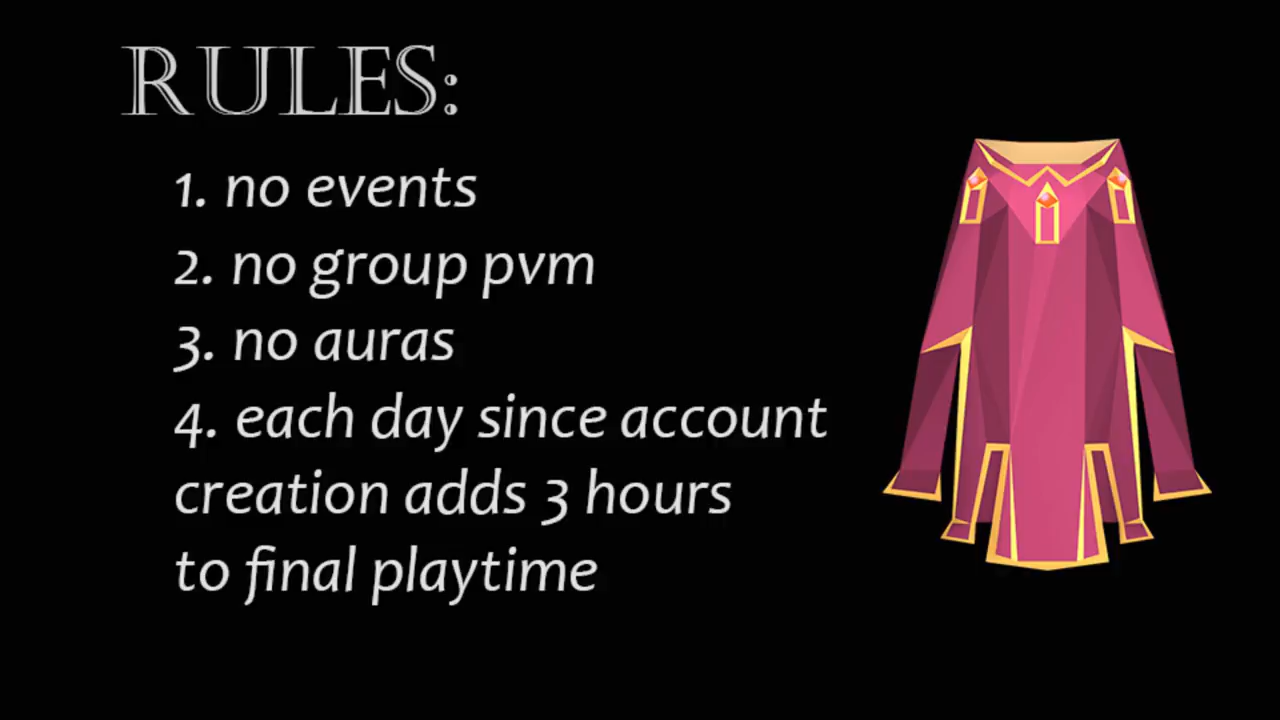 RULES:
1. no events
2. no group pvm
3. no auras
4. each day since account
creation adds 3 hours
to final playtime